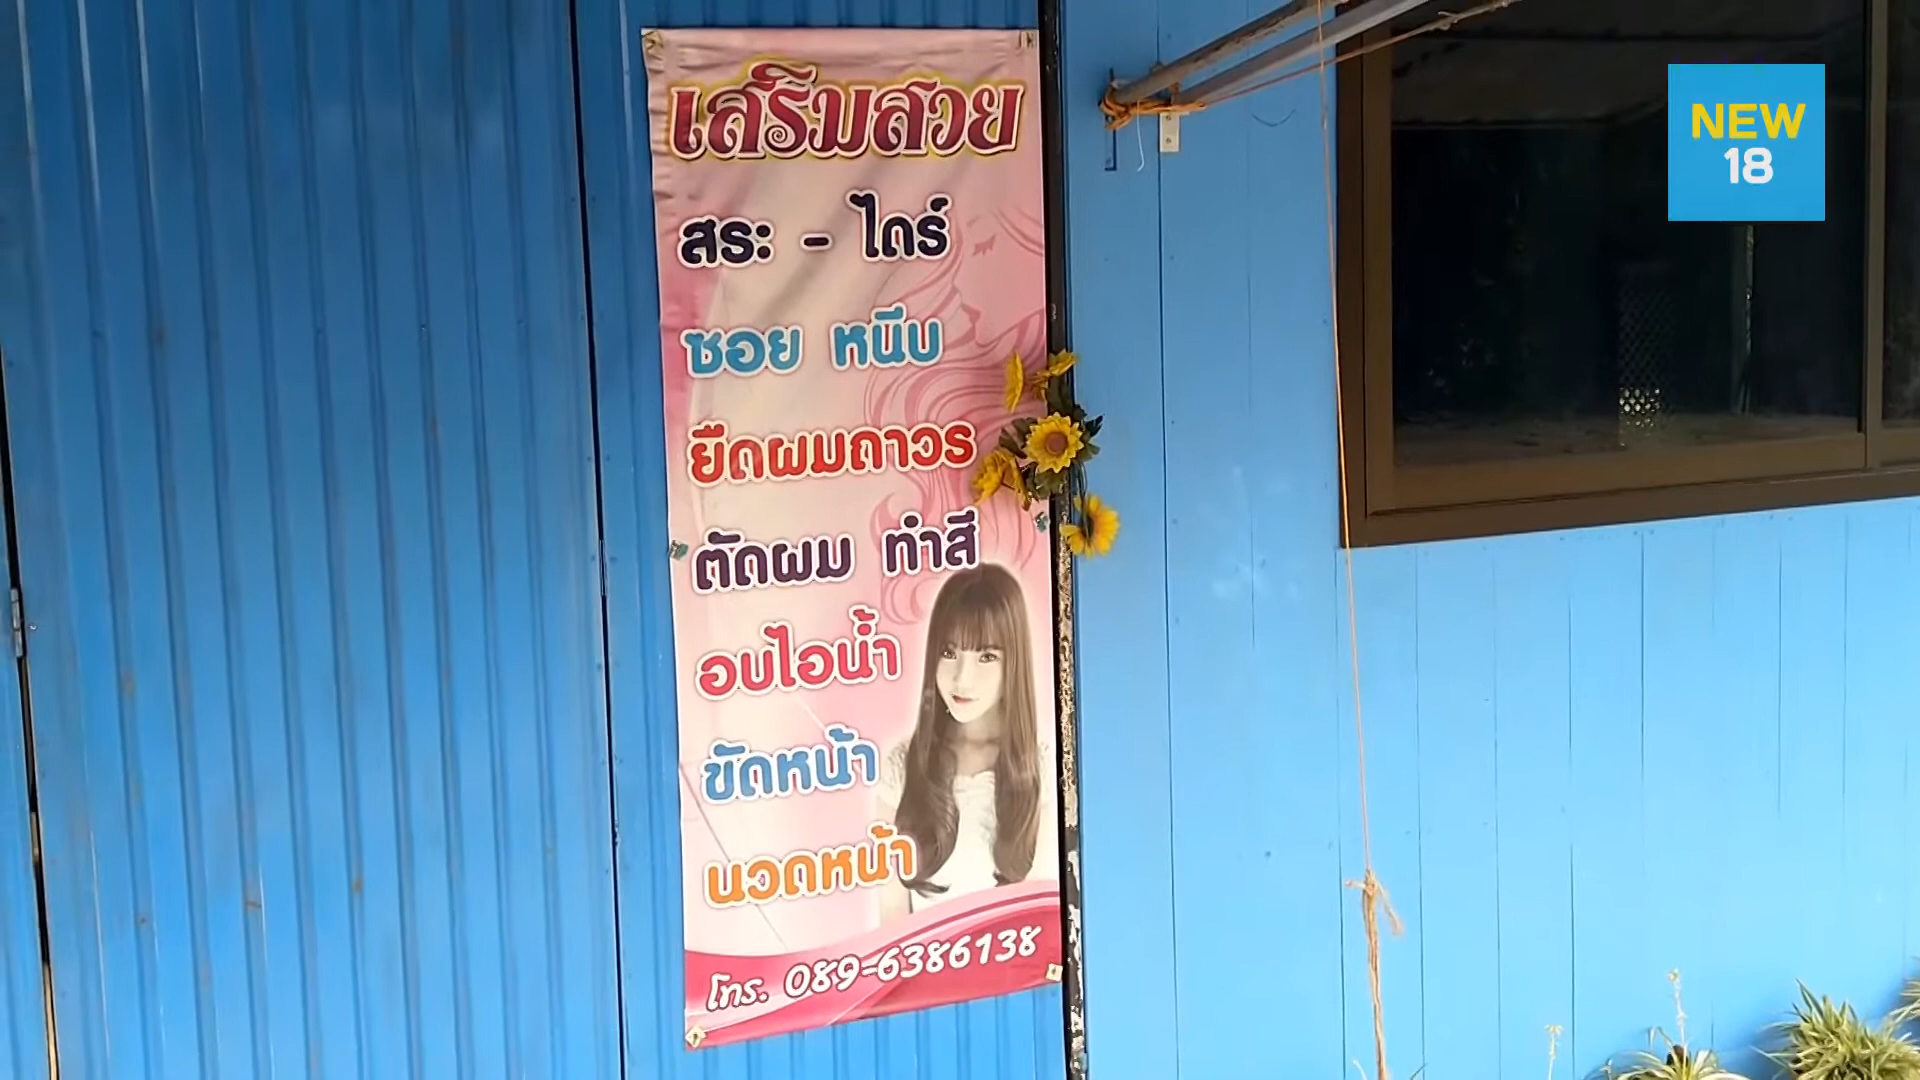 เสริมสวย
สระ - ไดร์
ซอย หนีบ
ยืดผมถาวร
ตัดผม ทำสี
อบไอน้ำ
ขัดหน้า
นวดหน้า
โทร. 089-6386138
NEW
18